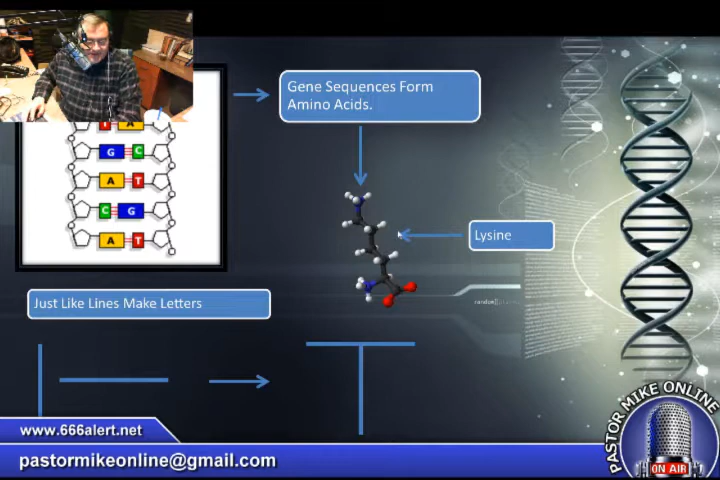 Gene Sequences Form
Amino Acids.
T A
G C
A T
C G
A T
Lysine
Just Like Lines Make Letters
www.666alert.net
pastormikeonline@gmail.com
PASTOR MIKE ONLINE
ON AIR